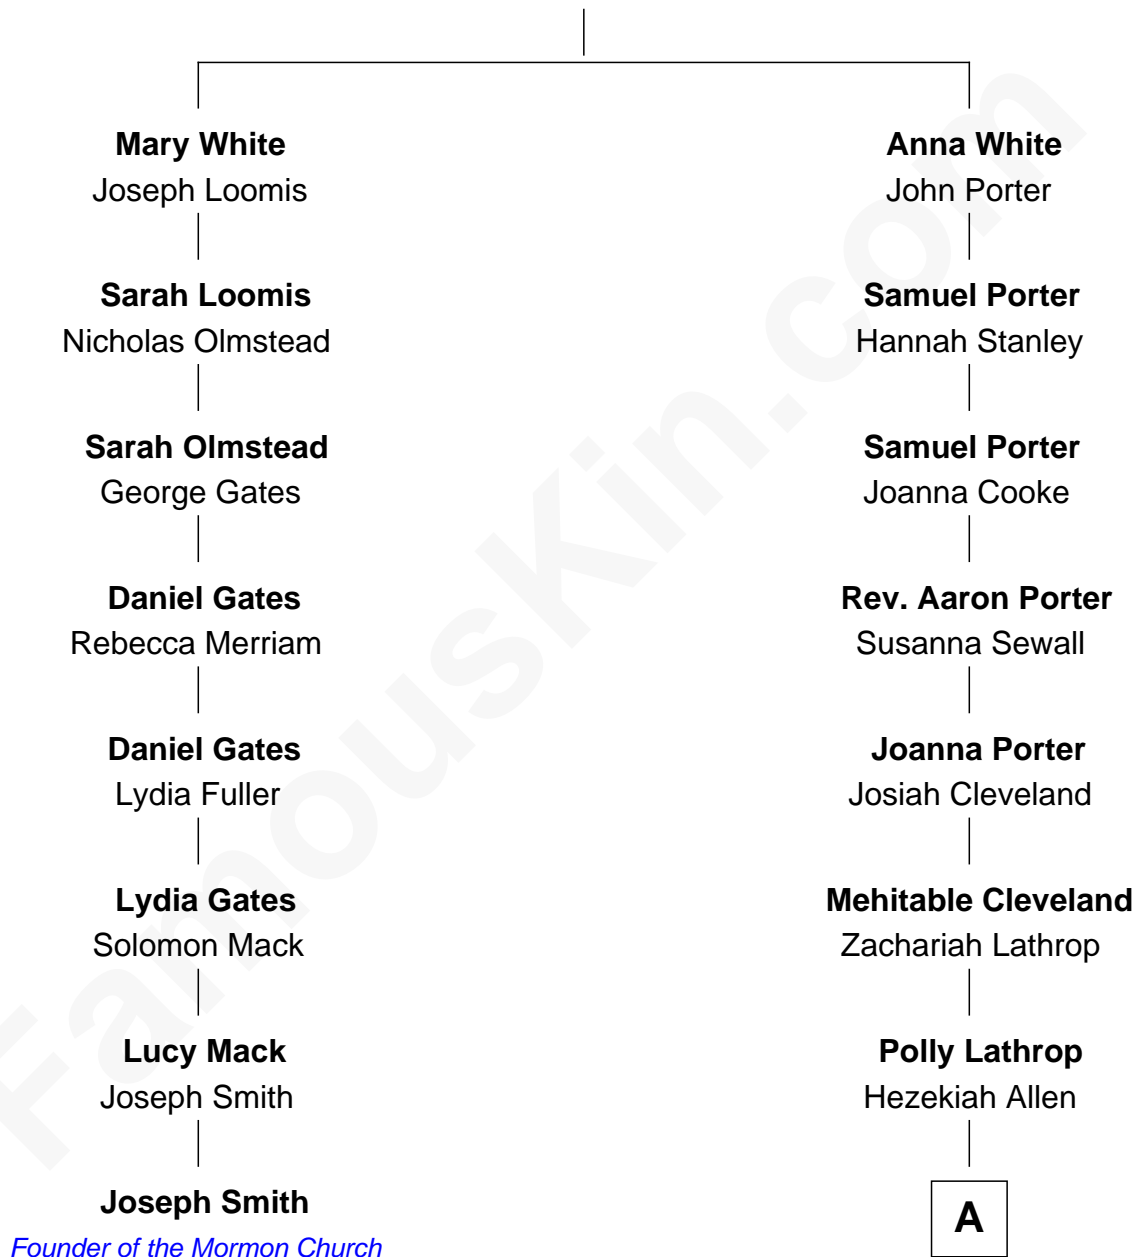 Mary White
Joseph Loomis
Sarah Loomis
Nicholas Olmstead
Sarah Olmstead
George Gates
Daniel Gates
Rebecca Merriam
Daniel Gates
Lydia Fuller
Lydia Gates
Solomon Mack
Lucy Mack
Joseph Smith
Joseph Smith
Founder of the Mormon Church
Anna White
John Porter
Samuel Porter
Hannah Stanley
Samuel Porter
Joanna Cooke
Rev. Aaron Porter
Susanna Sewall
Joanna Porter
Josiah Cleveland
Mehitable Cleveland
Zachariah Lathrop
Polly Lathrop
Hezekiah Allen
A
FamousKin.com